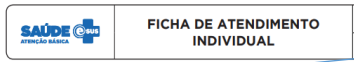 SAÚDE e SUS
ATENÇÃO BÁSICA
FICHA DE ATENDIMENTO
INDIVIDUAL